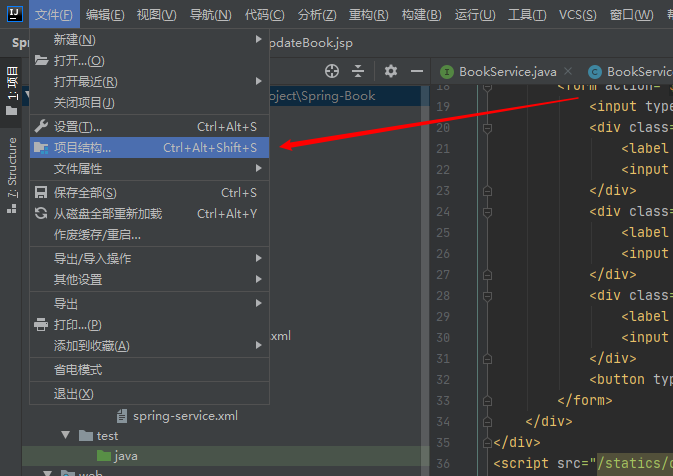 IJ 文件(F) 编辑(E) 视图(V) 导航(N) 代码(C) 分析(Z) 重构(R) 构建(B) 运行(U) 工具(T) VCS(S) 窗口(W)
Spr
pdateBook.jsp
1: 项目
7: Structure
新建(N)
打开...(O)
打开最近(R)
关闭项目(J)
设置(T)... Ctrl+Alt+S
项目结构... Ctrl+Alt+Shift+S
文件属性
保存全部(S) Ctrl+S
从磁盘全部重新加载 Ctrl+Alt+Y
作废缓存/重启...
导出/导入操作
其他设置
导出
打印...(P)
添加到收藏(A)
省电模式
退出(X)
oject\Spring-Book
.xml
spring-service.xml
test
java
web
BookService.java × BookServic
18 <form action="
19 <input type
20 <div class=
21 <label
22 <input
23 </div>
24 <div class=
25 <label
26 <input
27 </div>
28 <div class=
29 <label
30 <input
31 </div>
32 <button typ
33 </form>
34 </div>
35 </div>
36 <script src="/statics/